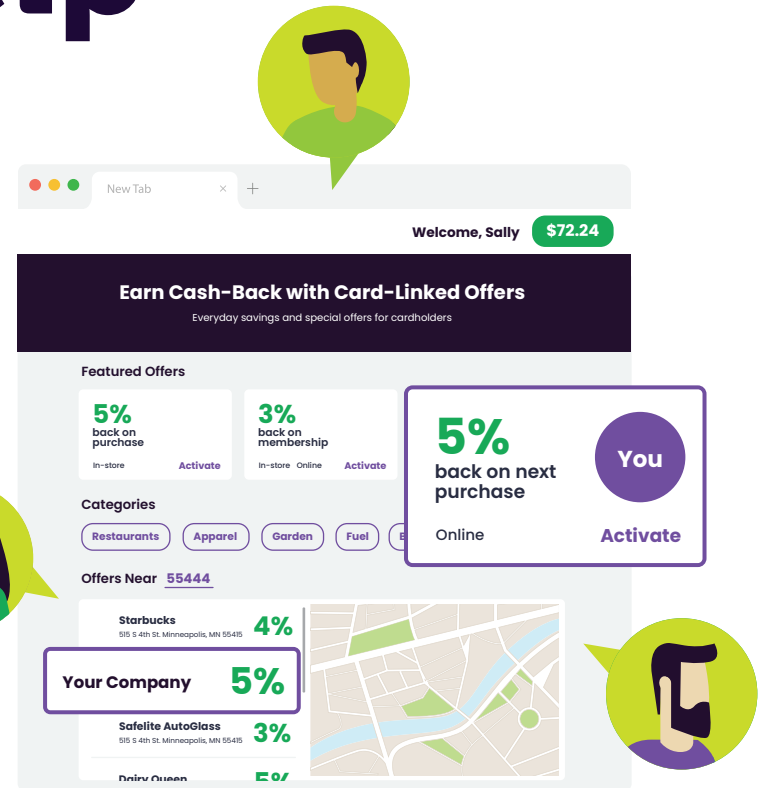 New Tab
Welcome, Sally $72.24
Earn Cash-Back with Card-Linked Offers
Everyday savings and special offers for cardholders
Featured Offers
5%
back on
purchase
In-store Activate
3%
back on
membership
In-store Online Activate
5%
back on next
purchase
You
Online Activate
Categories
Restaurants Apparel Garden Fuel
Offers Near 55444
Starbucks
515 S 4th St. Minneapolis, MN 55415
4%
Your Company 5%
Safelite AutoGlass
515 S 4th St. Minneapolis, MN 55415
3%
Dairy Queen 5%